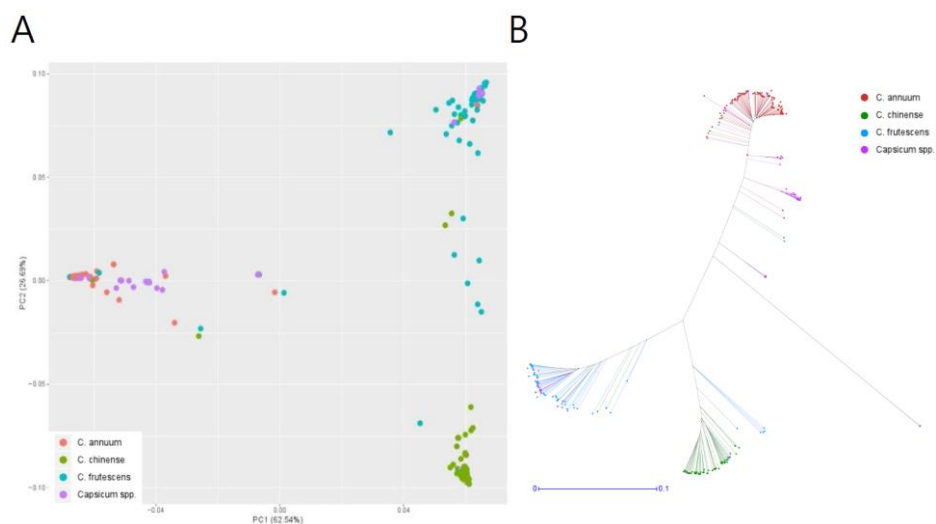 A
B
0.10
0.05
0.00
−0.05
−0.10
PC2 (26.69%)
C. annuum
C. chinense
C. frutescens
Capsicum spp.
−0.04
0.00
0.04
PC1 (62.54%)
C. annuum
C. chinense
C. frutescens
Capsicum spp.
0
0.1